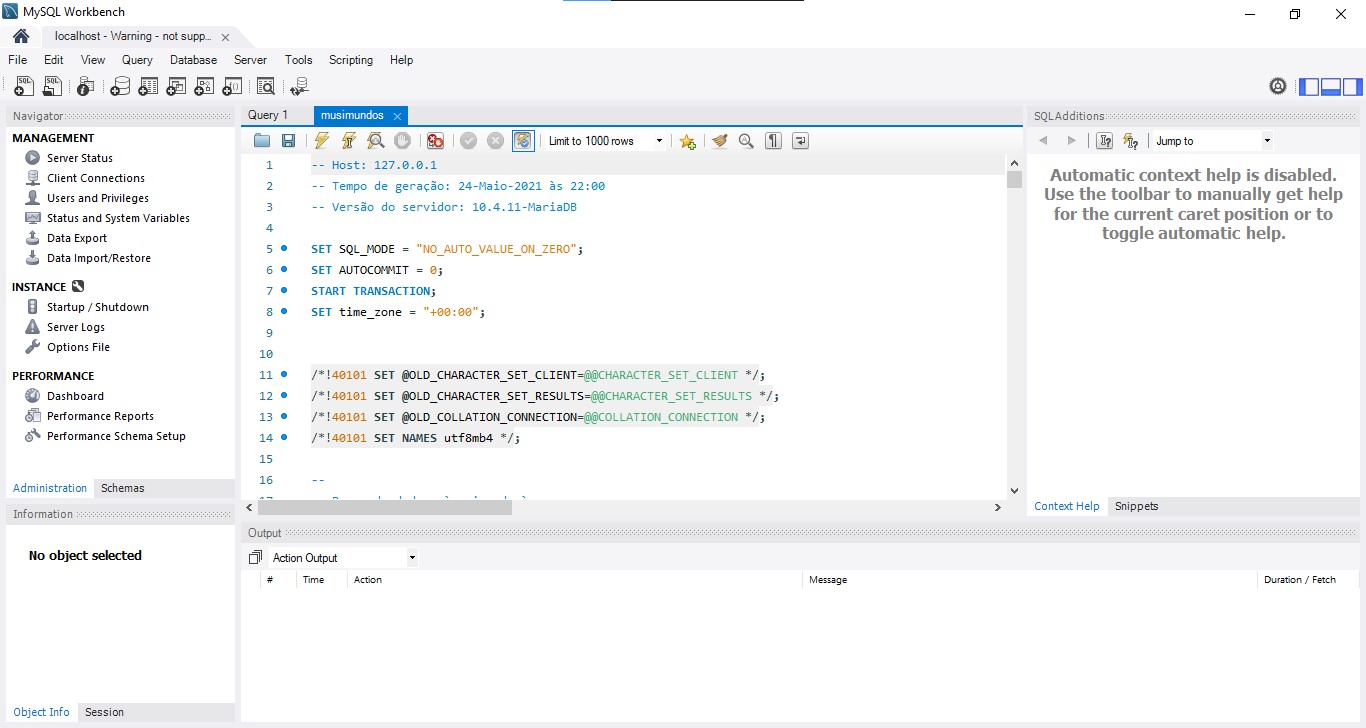 MySQL Workbench
localhost - Warning - not supp...
File Edit View Query Database Server Tools Scripting Help
Navigator
MANAGEMENT
Server Status
Client Connections
Users and Privileges
Status and System Variables
Data Export
Data Import/Restore
INSTANCE
Startup / Shutdown
Server Logs
Options File
PERFORMANCE
Dashboard
Performance Reports
Performance Schema Setup
Administration Schemas
Information
No object selected
Object Info Session
Query 1 musimundos
Limit to 1000 rows
1 -- Host: 127.0.0.1
2 -- Tempo de geração: 24-Maio-2021 às 22:00
3 -- Versão do servidor: 10.4.11-MariaDB
4
5 SET SQL_MODE = "NO_AUTO_VALUE_ON_ZERO";
6 SET AUTOCOMMIT = 0;
7 START TRANSACTION;
8 SET time_zone = "+00:00";
9
10
11 /*!40101 SET @OLD_CHARACTER_SET_CLIENT=@@CHARACTER_SET_CLIENT */;
12 /*!40101 SET @OLD_CHARACTER_SET_RESULTS=@@CHARACTER_SET_RESULTS */;
13 /*!40101 SET @OLD_COLLATION_CONNECTION=@@COLLATION_CONNECTION */;
14 /*!40101 SET NAMES utf8mb4 */;
15
16 --
SQLAdditions
Jump to
Automatic context help is disabled.
Use the toolbar to manually get help
for the current caret position or to
toggle automatic help.
Context Help Snippets
Output
Action Output
# Time Action Message Duration / Fetch